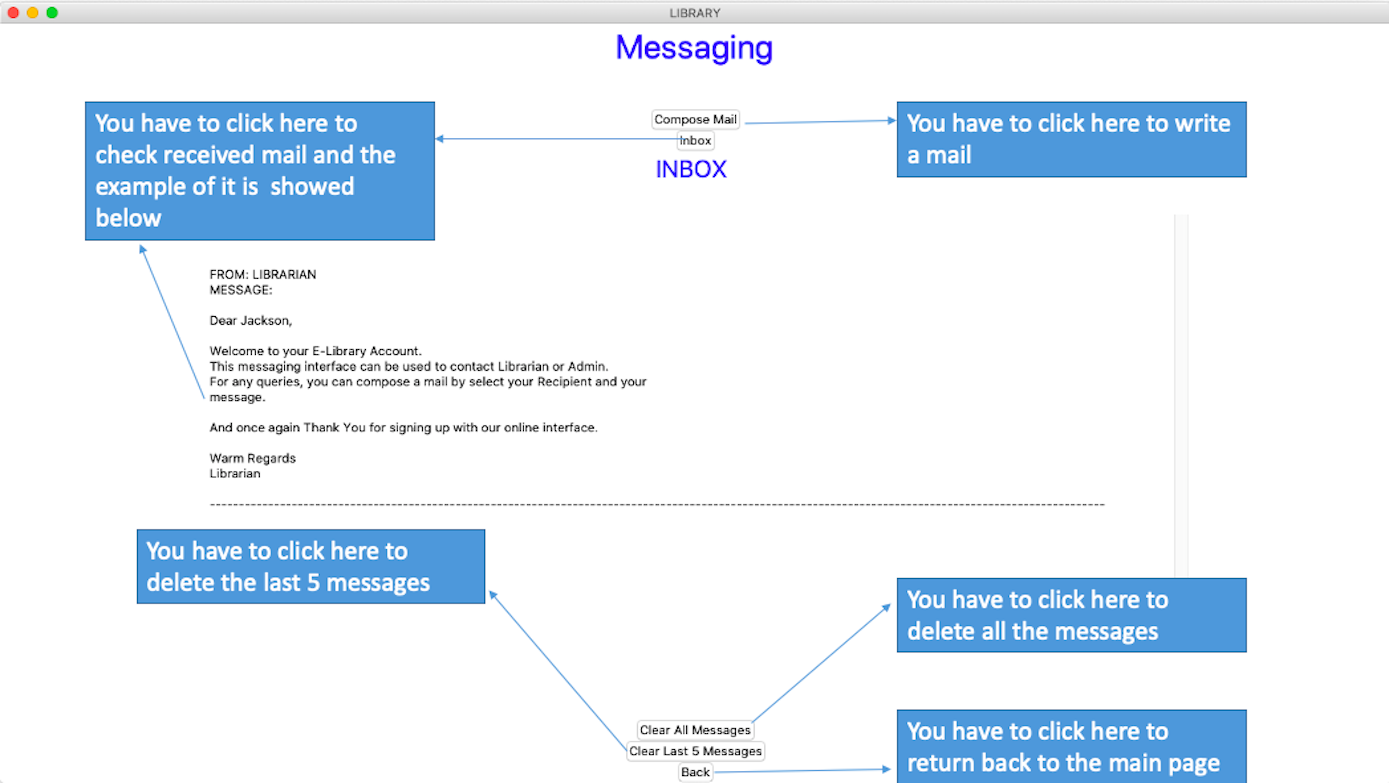 LIBRARY
Messaging
You have to click here to
check received mail and the
example of it is  showed
below
Compose Mail
Inbox
INBOX
You have to click here to write
a mail
FROM: LIBRARIAN
MESSAGE:
Dear Jackson,
Welcome to your E-Library Account.
This messaging interface can be used to contact Librarian or Admin.
For any queries, you can compose a mail by select your Recipient and your
message.
And once again Thank You for signing up with our online interface.
Warm Regards
Librarian
You have to click here to
delete the last 5 messages
You have to click here to
delete all the messages
Clear All Messages
Clear Last 5 Messages
Back
You have to click here to
return back to the main page